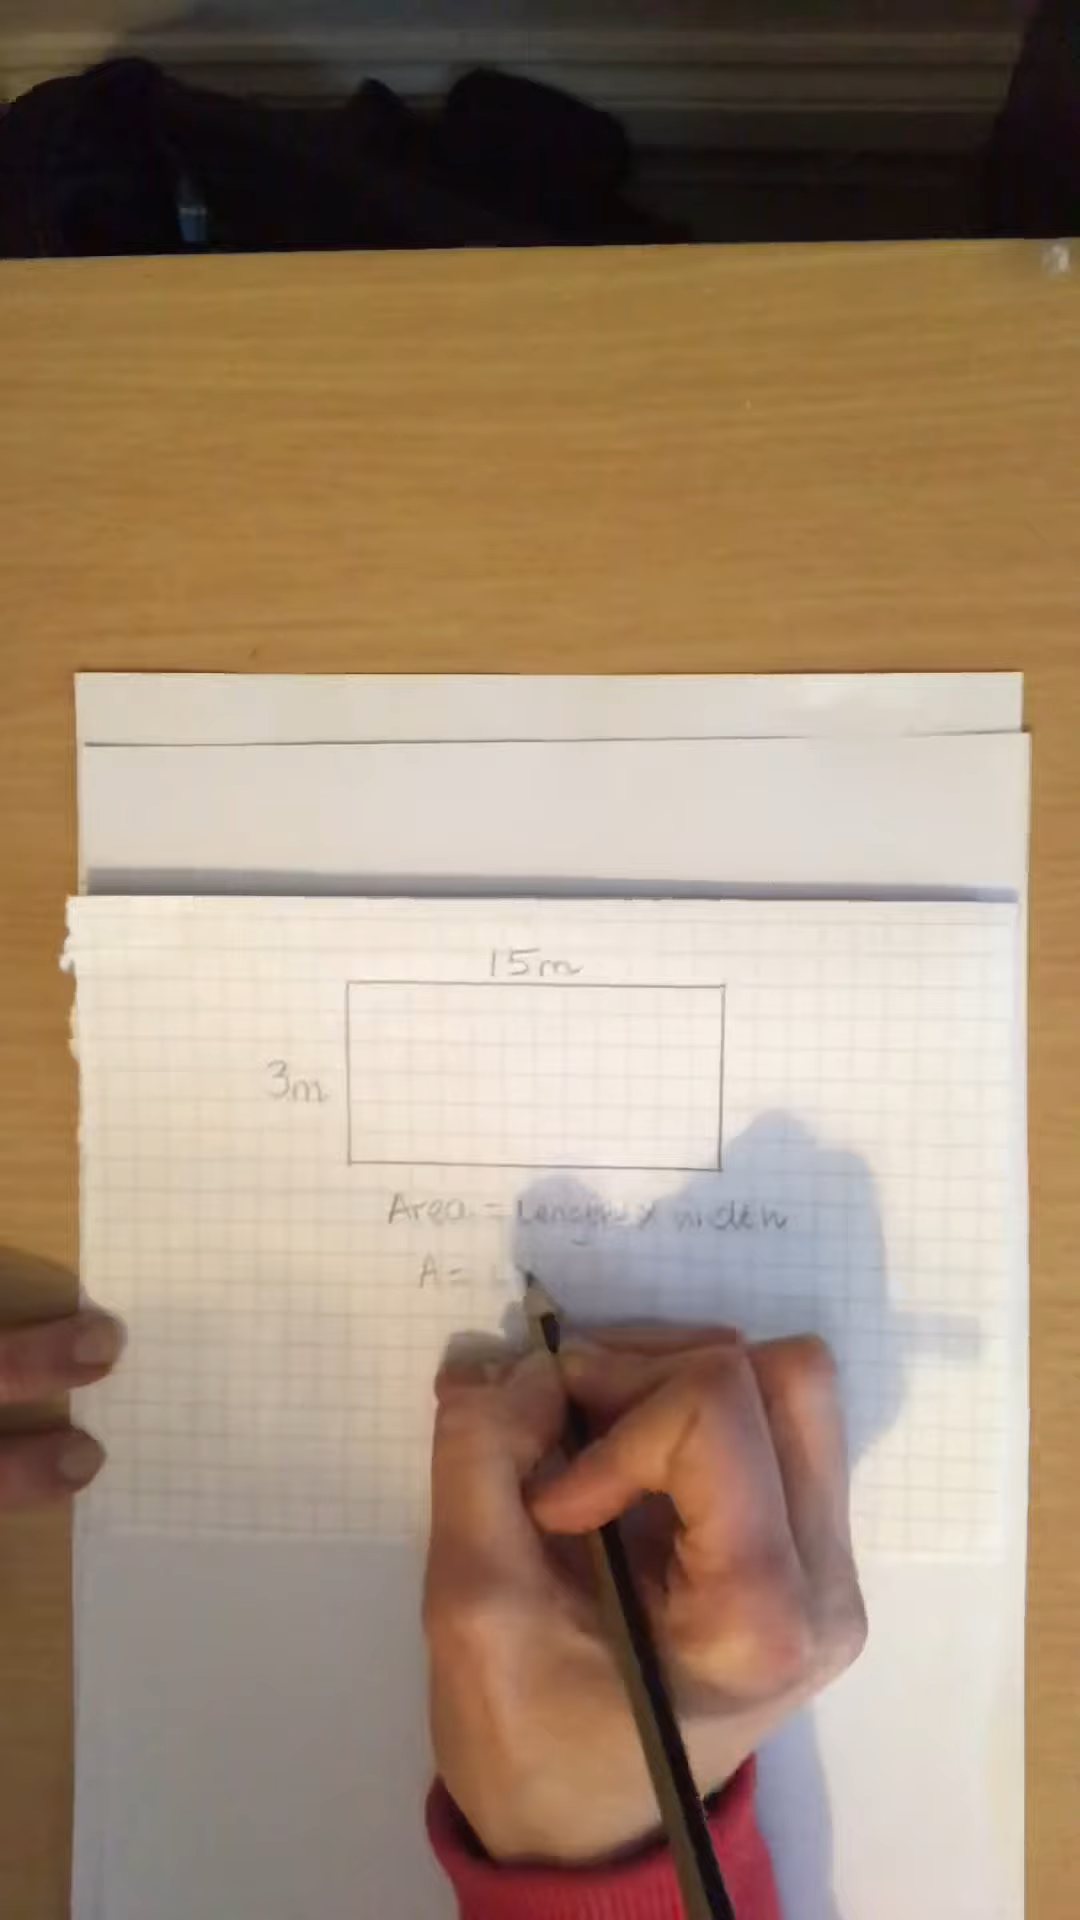 15m
3m
Area = Length x width
A = L